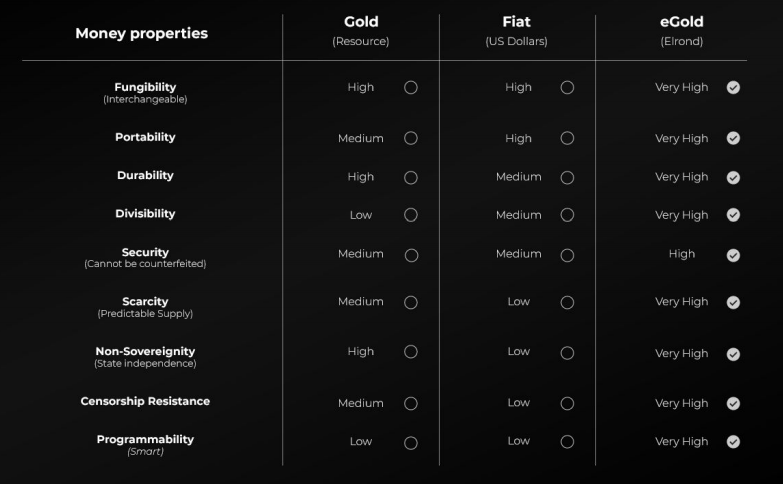 Money properties
Gold
(Resource)
Fiat
(US Dollars)
eGold
(Elrond)
Fungibility
(Interchangeable)
High
High
Very High
Portability
Medium
High
Very High
Durability
High
Medium
Very High
Divisibility
Low
Medium
Very High
Security
(Cannot be counterfeited)
Medium
Medium
High
Scarcity
(Predictable Supply)
Medium
Low
Very High
Non-Sovereignity
(State independence)
High
Low
Very High
Censorship Resistance
Medium
Low
Very High
Programmability
(Smart)
Low
Low
Very High